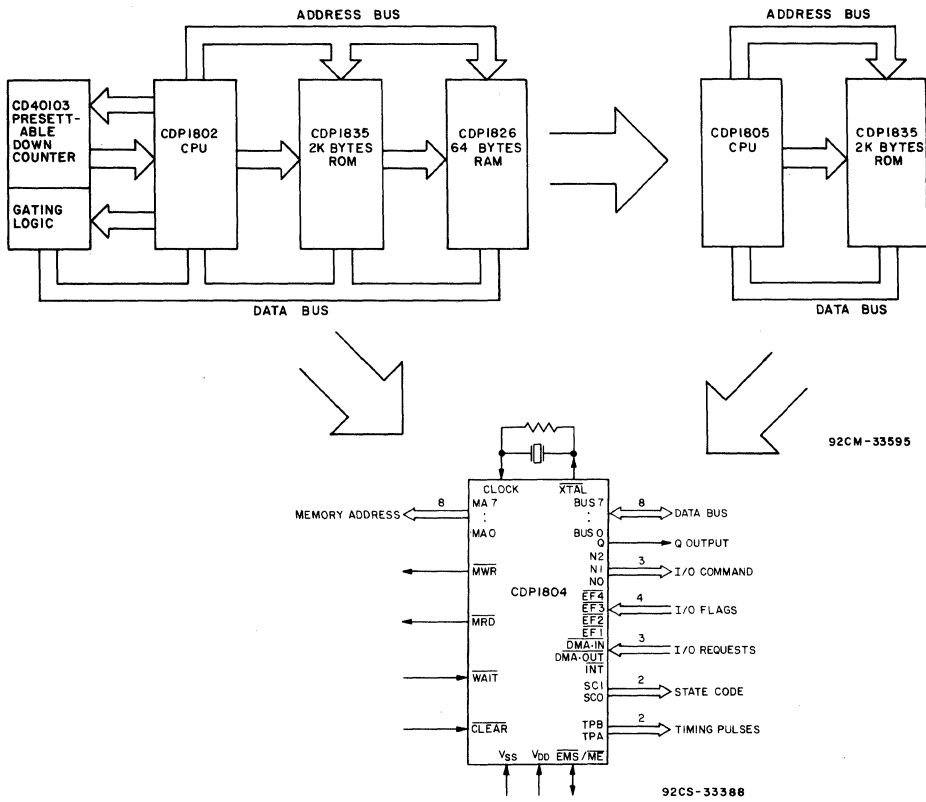 ADDRESS BUS
ADDRESS BUS
CD40103
PRESETT-
ABLE
DOWN
COUNTER
GATING
LOGIC
CDP1802
CPU
CDP1835
2K BYTES
ROM
CDP1826
64 BYTES
RAM
CDP1805
CPU
CDP1835
2K BYTES
ROM
DATA BUS
DATA BUS
92CM-33595
CLOCK
XTAL
MEMORY ADDRESS
8
MA 7
:
MA 0
MWR
MRD
WAIT
CLEAR
CDP1804
BUS 7
:
BUS 0
8
DATA BUS
Q
Q OUTPUT
N2
N1
N0
3
I/O COMMAND
EF4
EF3
EF2
EF1
4
I/O FLAGS
DMA-IN
DMA-OUT
INT
3
I/O REQUESTS
SC1
SC0
2
STATE CODE
TPB
TPA
2
TIMING PULSES
VSS
VDD
EMS/ME
92CS-33388